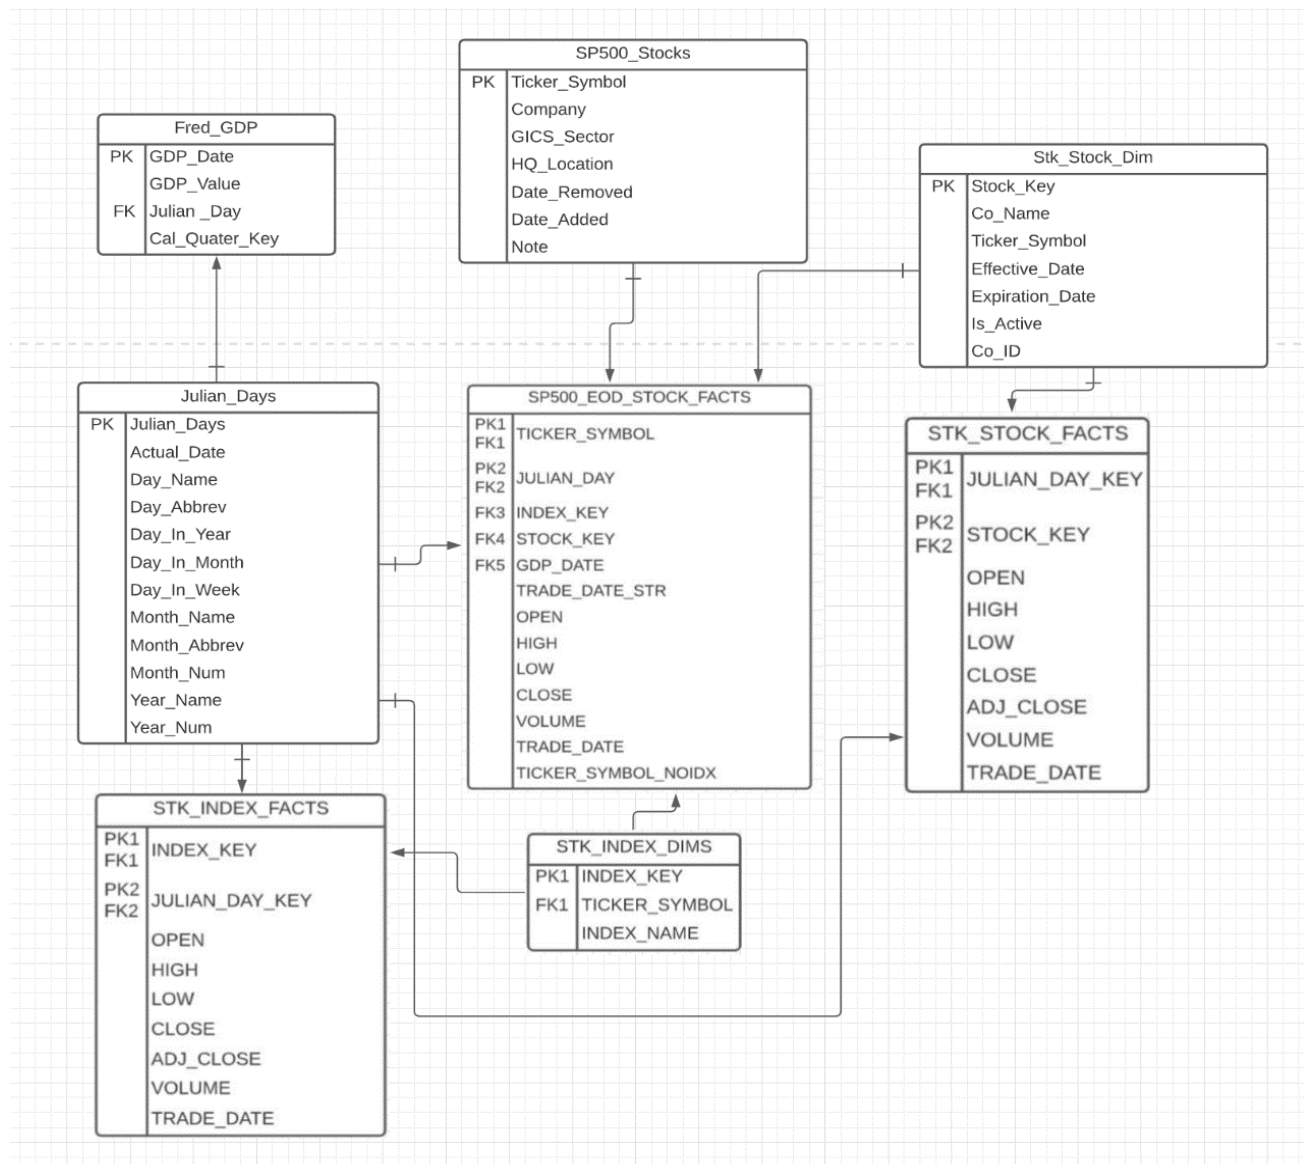 SP500_Stocks
PK Ticker_Symbol
Company
GICS_Sector
HQ_Location
Date_Removed
Date_Added
Note
Fred_GDP
PK GDP_Date
GDP_Value
FK Julian _Day
Cal_Quater_Key
Stk_Stock_Dim
PK Stock_Key
Co_Name
Ticker_Symbol
Effective_Date
Expiration_Date
Is_Active
Co_ID
Julian_Days
PK Julian_Days
Actual_Date
Day_Name
Day_Abbrev
Day_In_Year
Day_In_Month
Day_In_Week
Month_Name
Month_Abbrev
Month_Num
Year_Name
Year_Num
SP500_EOD_STOCK_FACTS
PK1
FK1 TICKER_SYMBOL
PK2
FK2 JULIAN_DAY
FK3 INDEX_KEY
FK4 STOCK_KEY
FK5 GDP_DATE
TRADE_DATE_STR
OPEN
HIGH
LOW
CLOSE
VOLUME
TRADE_DATE
TICKER_SYMBOL_NOIDX
STK_STOCK_FACTS
PK1
FK1 JULIAN_DAY_KEY
PK2
FK2 STOCK_KEY
OPEN
HIGH
LOW
CLOSE
ADJ_CLOSE
VOLUME
TRADE_DATE
STK_INDEX_FACTS
PK1
FK1 INDEX_KEY
PK2
FK2 JULIAN_DAY_KEY
OPEN
HIGH
LOW
CLOSE
ADJ_CLOSE
VOLUME
TRADE_DATE
STK_INDEX_DIMS
PK1 INDEX_KEY
FK1 TICKER_SYMBOL
INDEX_NAME